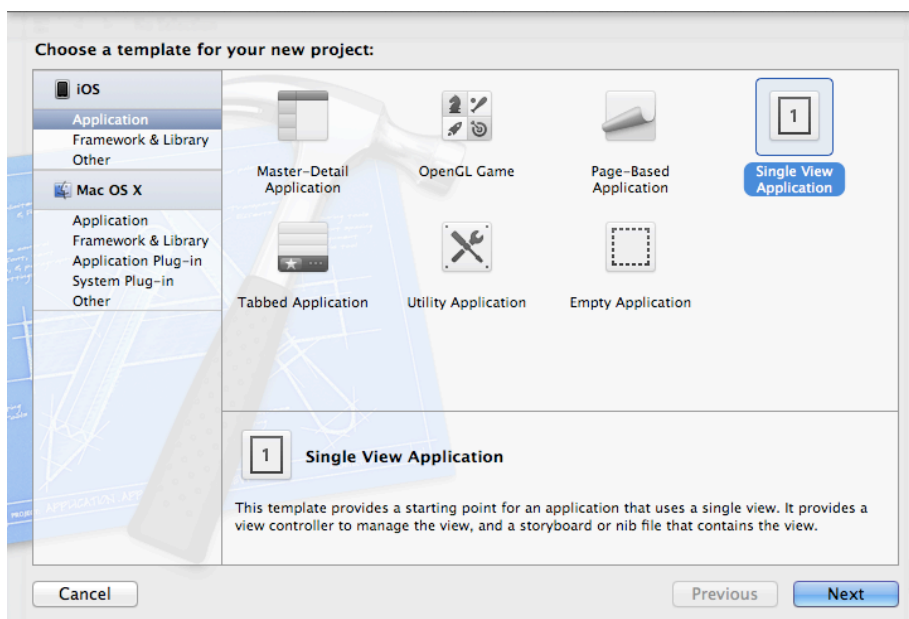 Choose a template for your new project:
iOS
Application
Framework & Library
Other
Mac OS X
Application
Framework & Library
Application Plug-in
System Plug-in
Other
Master-Detail
Application
OpenGL Game
Page-Based
Application
1
Single View
Application
Tabbed Application
Utility Application
Empty Application
1
Single View Application
This template provides a starting point for an application that uses a single view. It provides a
view controller to manage the view, and a storyboard or nib file that contains the view.
Cancel
Previous
Next